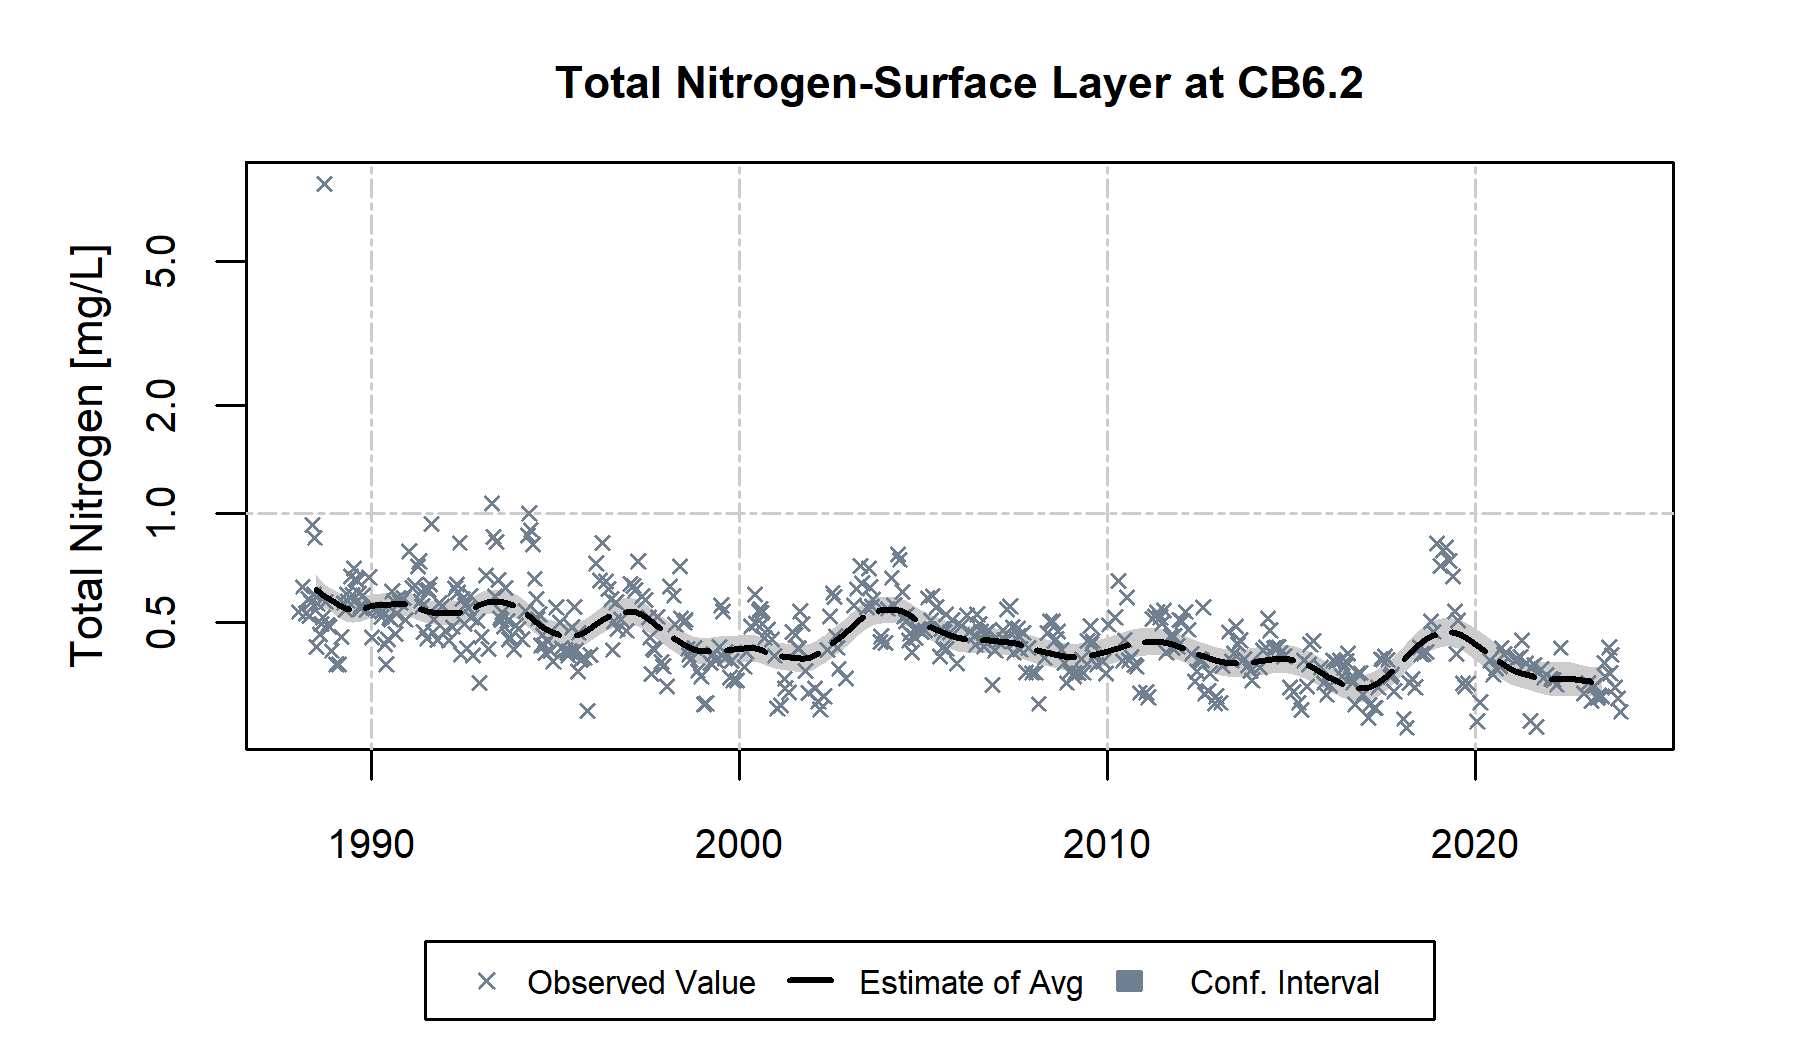 Total Nitrogen-Surface Layer at CB6.2
Total Nitrogen [mg/L]
5.0
2.0
1.0
0.5
1990 2000 2010 2020
Observed Value Estimate of Avg Conf. Interval